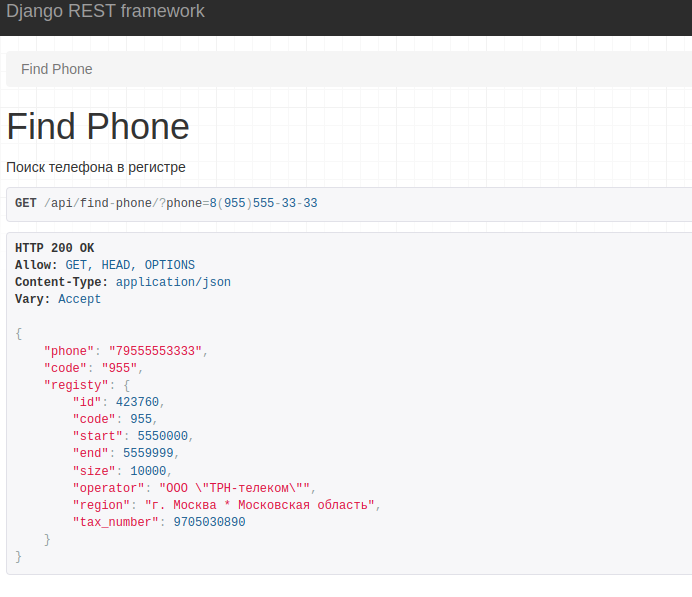 Django REST framework
Find Phone
Find Phone
Поиск телефона в регистре
GET /api/find-phone/?phone=8(955)555-33-33
HTTP 200 OK
Allow: GET, HEAD, OPTIONS
Content-Type: application/json
Vary: Accept
{
    "phone": "79555553333",
    "code": "955",
    "registy": {
        "id": 423760,
        "code": 955,
        "start": 5550000,
        "end": 5559999,
        "size": 10000,
        "operator": "ООО \"ТРН-телеком\"",
        "region": "г. Москва * Московская область",
        "tax_number": 9705030890
    }
}